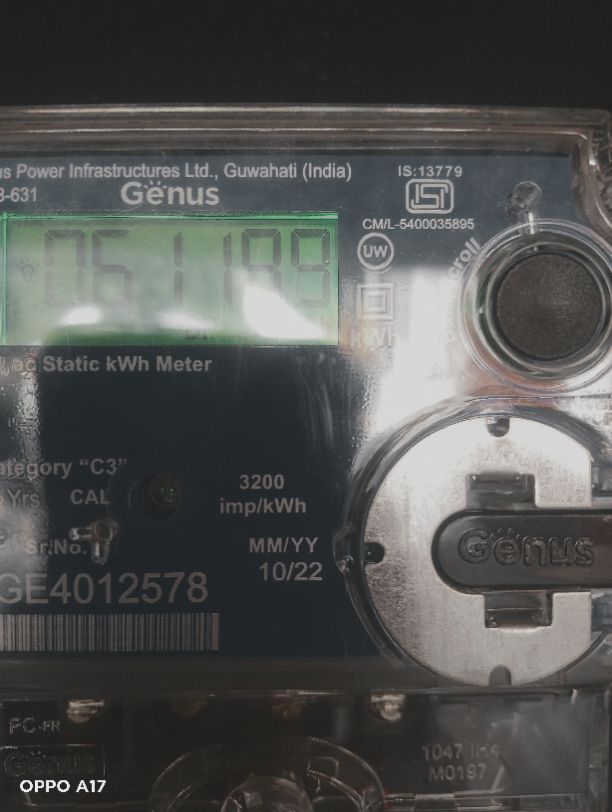 us Power Infrastructures Ltd., Guwahati (India)
3-631
Genus
IS:13779
ISI
CM/L-5400035895
UW
kWh
ac Static kWh Meter
ategory "C3"
Yrs CAL
3200
imp/kWh
Sr.No.
MM/YY
10/22
GE4012578
Genus
PC-FR
Genus
M0197
OPPO A17